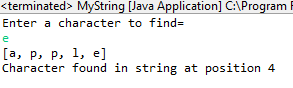 <terminated> MyString [Java Application] C:\Program F
Enter a character to find=
e
[a, p, p, l, e]
Character found in string at position 4